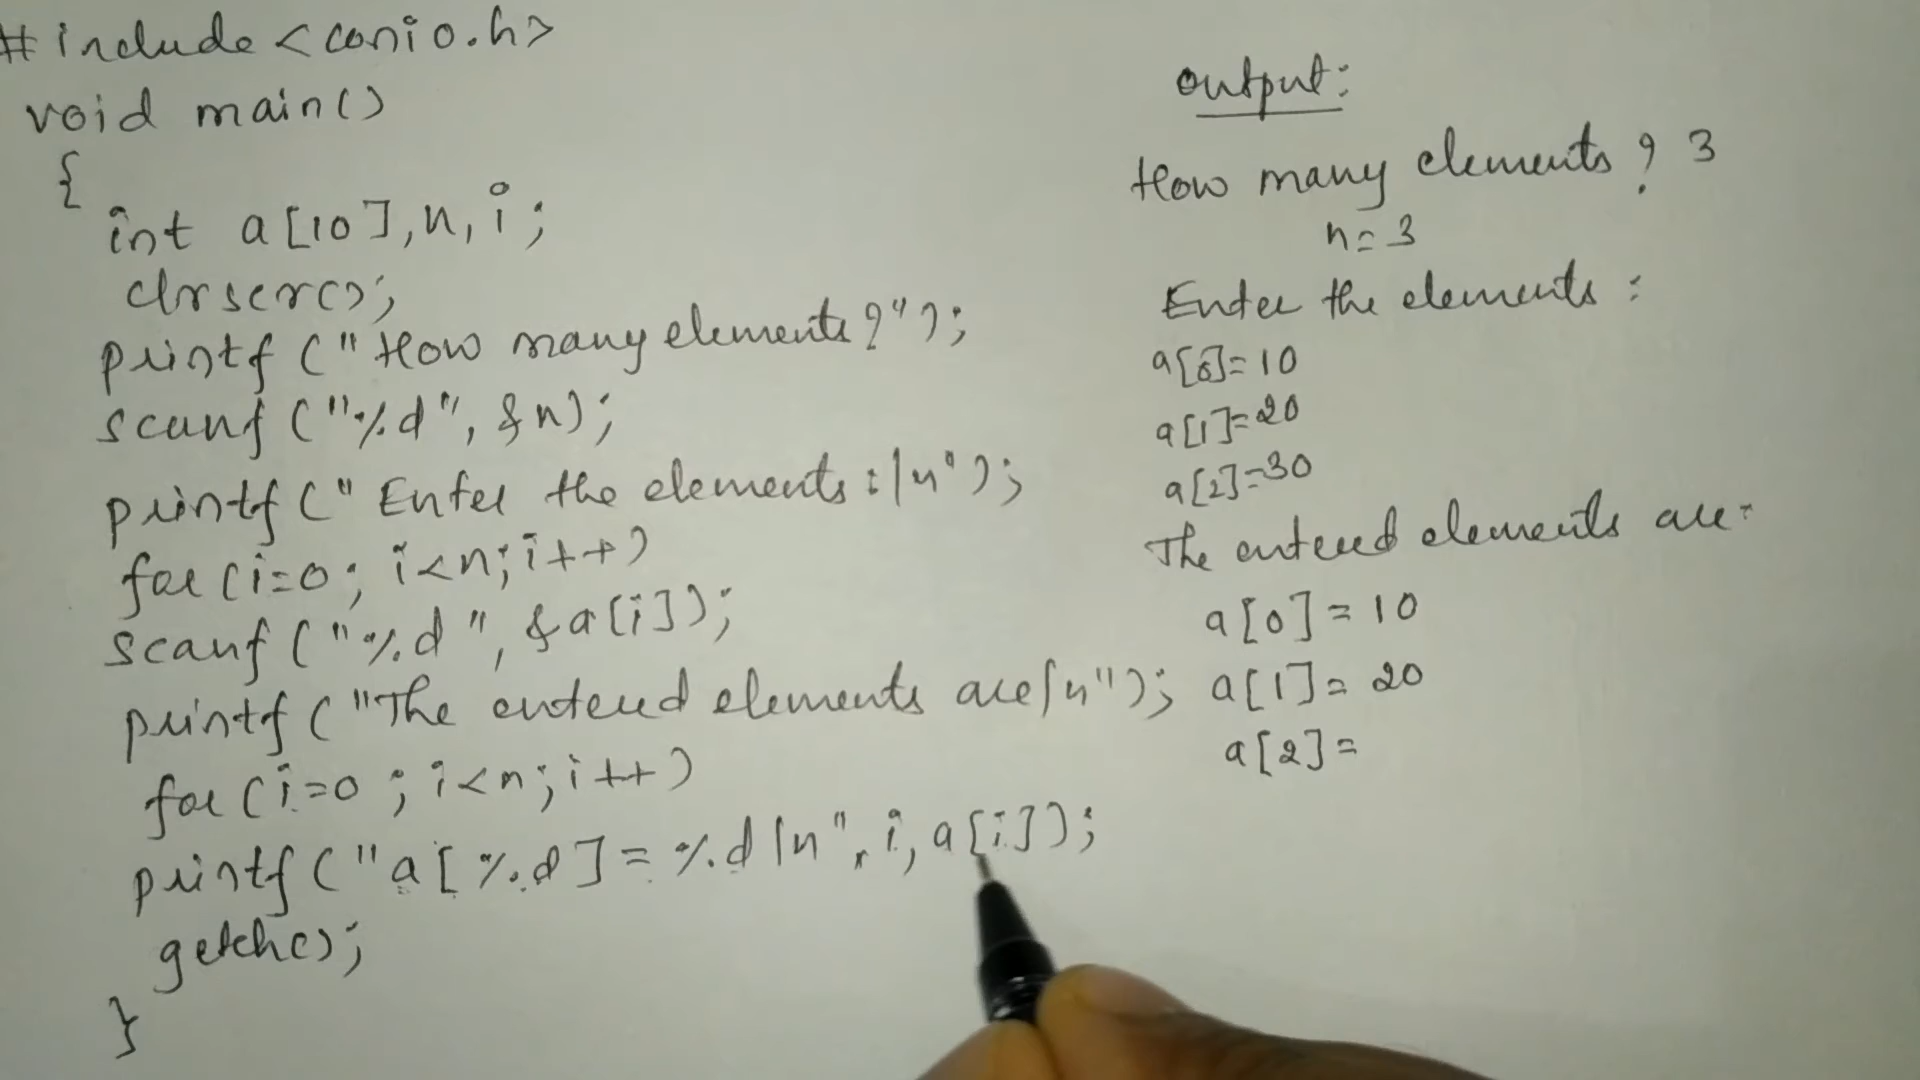 #include <conio.h>
void main()
{
int a[10],n,i;
clrscr();
printf("How many elements?");
scanf("%d", &n);
printf("Enter the elements:\n");
for(i=0; i<n;i++)
scanf("%d", &a[i]);
printf("The entered elements are\n");
for(i=0; i<n;i++)
printf("a[%d]=%d\n", i, a[i]);
getch();
}
output:
How many elements? 3
n=3
Enter the elements:
a[0]=10
a[1]=20
a[2]=30
The entered elements are:
a[0]=10
a[1]=20
a[2]=